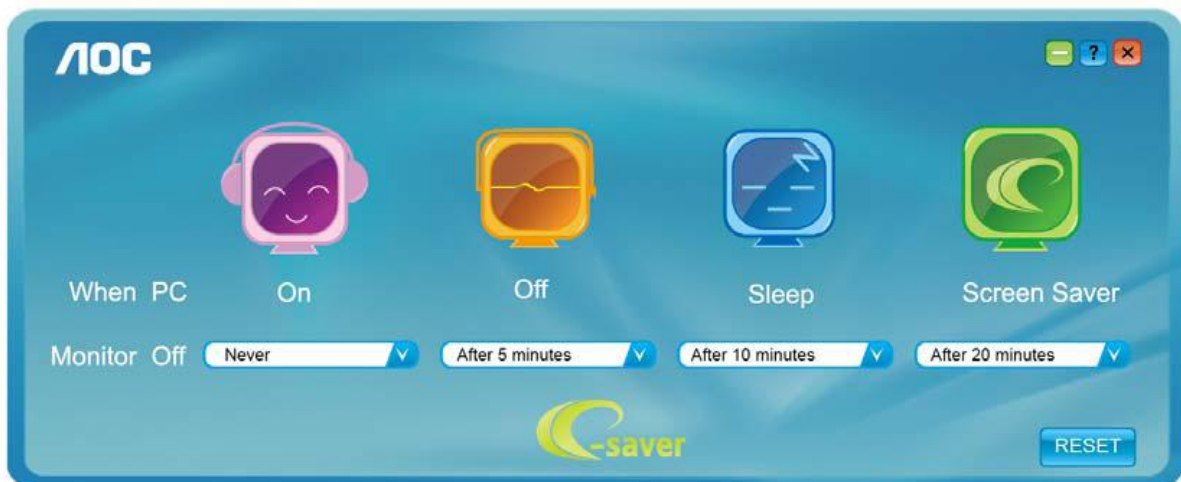 AOC
?
When PC On Off Sleep Screen Saver
Monitor Off Never After 5 minutes After 10 minutes After 20 minutes
e-saver
RESET